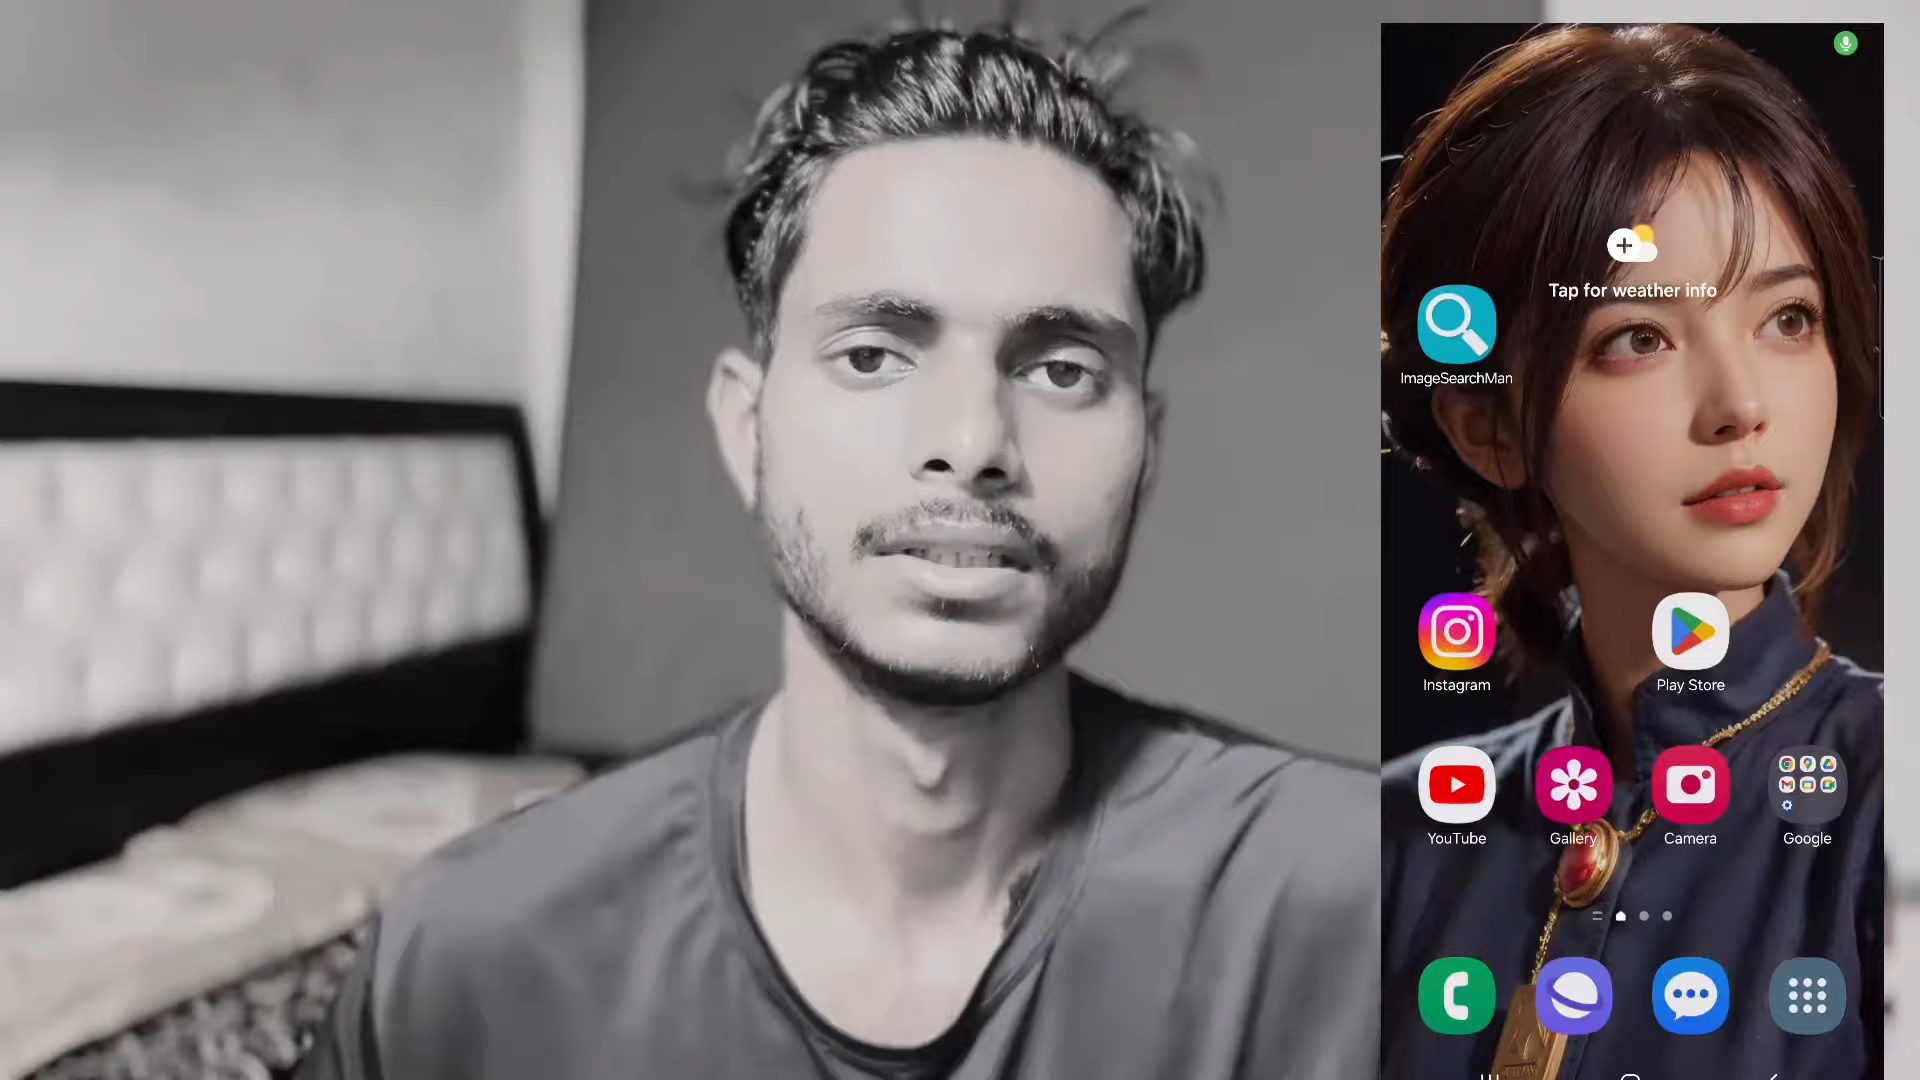 Tap for weather info
ImageSearchMan
Instagram
Play Store
YouTube
Gallery
Camera
Google